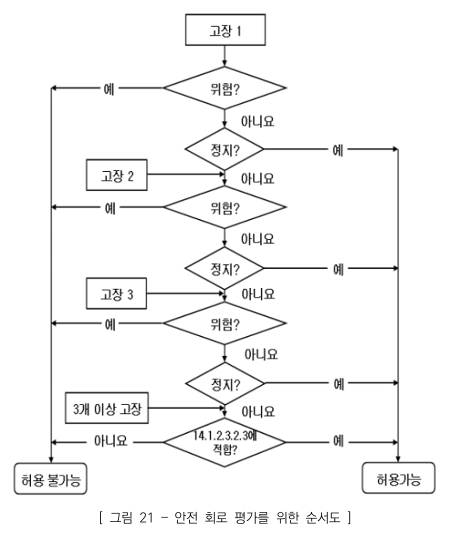 고장 1
위험?
예
아니요
정지?
예
고장 2
아니요
위험?
예
아니요
정지?
예
고장 3
아니요
위험?
예
아니요
정지?
예
3개 이상 고장
아니요
14.1.2.3.2.3에
적합?
아니요
예
허용 불가능
허용가능
[ 그림 21 - 안전 회로 평가를 위한 순서도 ]